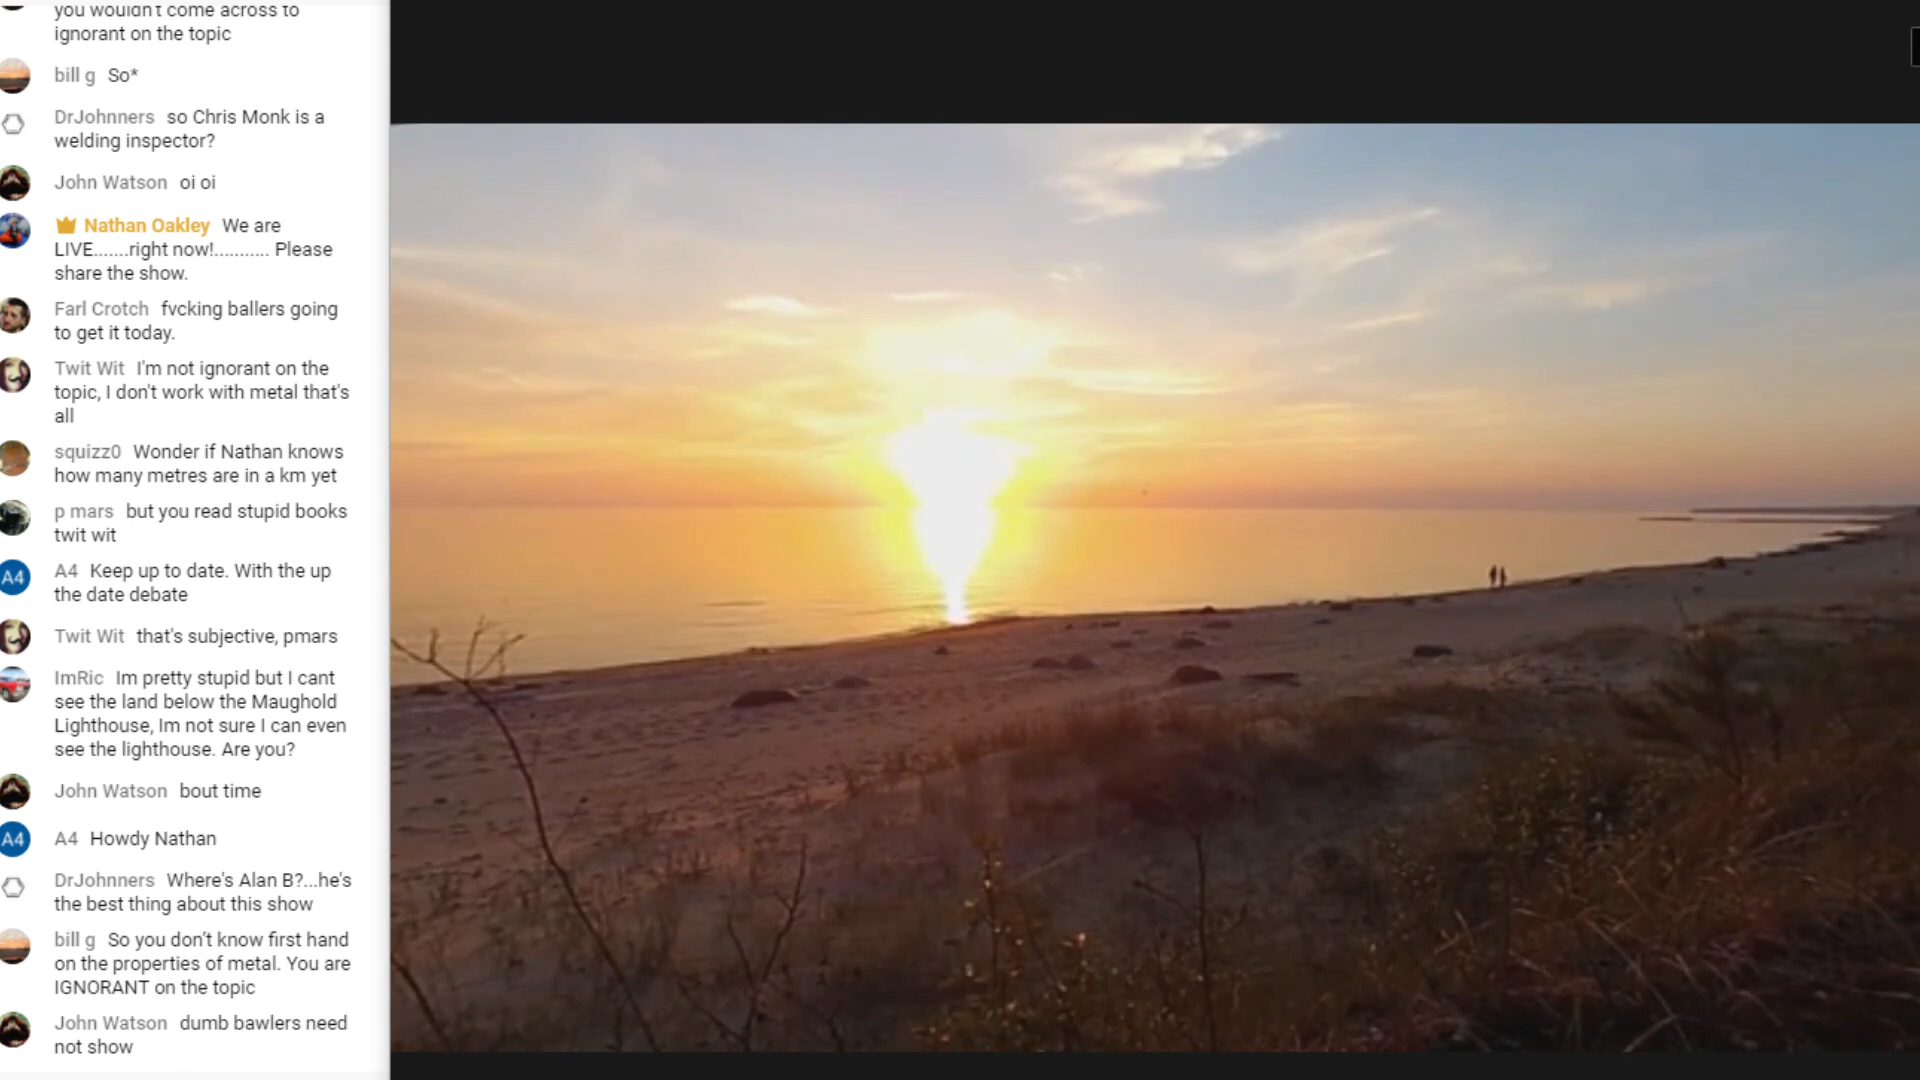 you wouldn't come across to
ignorant on the topic
bill g So*
DrJohnners so Chris Monk is a
welding inspector?
John Watson oi oi
Nathan Oakley We are
LIVE.......right now!........... Please
share the show.
Farl Crotch fvcking ballers going
to get it today.
Twit Wit I'm not ignorant on the
topic, I don't work with metal that's
all
squizz0 Wonder if Nathan knows
how many metres are in a km yet
p mars but you read stupid books
twit wit
A4 A4 Keep up to date. With the up
the date debate
Twit Wit that's subjective, pmars
ImRic Im pretty stupid but I cant
see the land below the Maughold
Lighthouse, Im not sure I can even
see the lighthouse. Are you?
John Watson bout time
A4 A4 Howdy Nathan
DrJohnners Where's Alan B?...he's
the best thing about this show
bill g So you don't know first hand
on the properties of metal. You are
IGNORANT on the topic
John Watson dumb bawlers need
not show